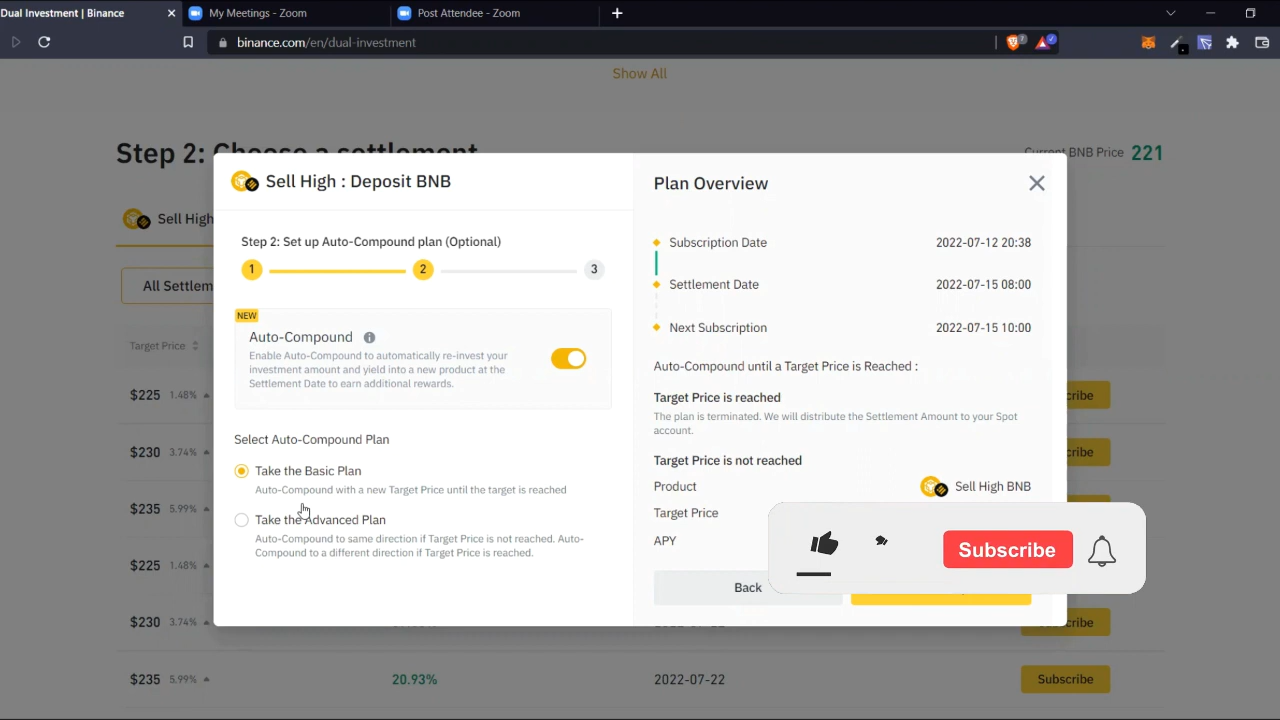 Dual Investment | Binance
My Meetings - Zoom
Post Attendee - Zoom
binance.com/en/dual-investment
Show All
Step 2: Choose a settlement
Current BNB Price 221
Sell High
All Settlem
Target Price
$225 1.48%
$230 3.74%
$235 5.99%
$225 1.48%
$230 3.74%
$235 5.99% 20.93% 2022-07-22 Subscribe
Sell High : Deposit BNB
Step 2: Set up Auto-Compound plan (Optional)
1 2 3
NEW
Auto-Compound
Enable Auto-Compound to automatically re-invest your
investment amount and yield into a new product at the
Settlement Date to earn additional rewards.
Select Auto-Compound Plan
Take the Basic Plan
Auto-Compound with a new Target Price until the target is reached
Take the Advanced Plan
Auto-Compound to same direction if Target Price is not reached. Auto-
Compound to a different direction if Target Price is reached.
Plan Overview
Subscription Date 2022-07-12 20:38
Settlement Date 2022-07-15 08:00
Next Subscription 2022-07-15 10:00
Auto-Compound until a Target Price is Reached :
Target Price is reached
The plan is terminated. We will distribute the Settlement Amount to your Spot
account.
Target Price is not reached
Product Sell High BNB
Target Price
APY
Back
Subscribe
cribe
cribe
cribe